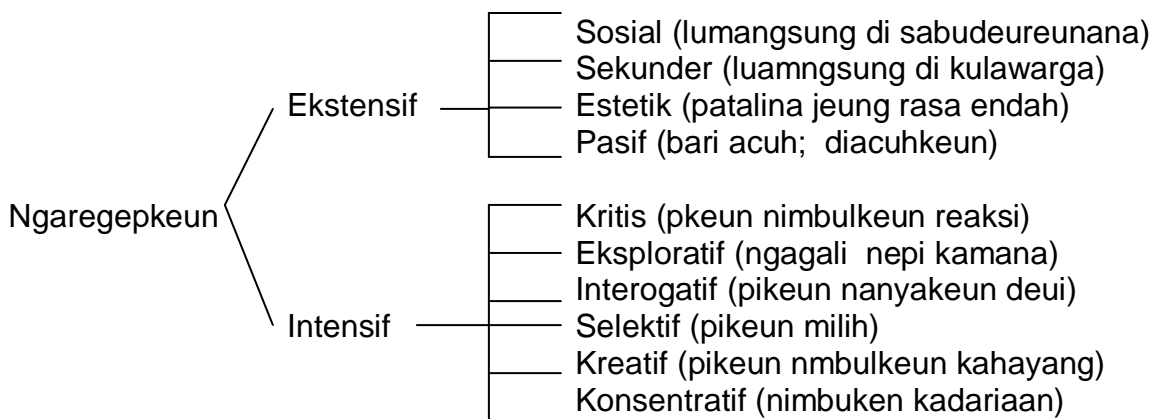 Sosial (lumangsung di sabudeureunana)
Sekunder (luamngsung di kulawarga)
Ekstensif
Estetik (patalina jeung rasa endah)
Pasif (bari acuh; diacuhkeun)
Ngaregepkeun
Kritis (pkeun nimbulkeun reaksi)
Eksploratif (ngagali nepi kamana)
Interogatif (pikeun nanyakeun deui)
Intensif
Selektif (pikeun milih)
Kreatif (pikeun nmbulkeun kahayang)
Konsentratif (nimbuken kadariaan)